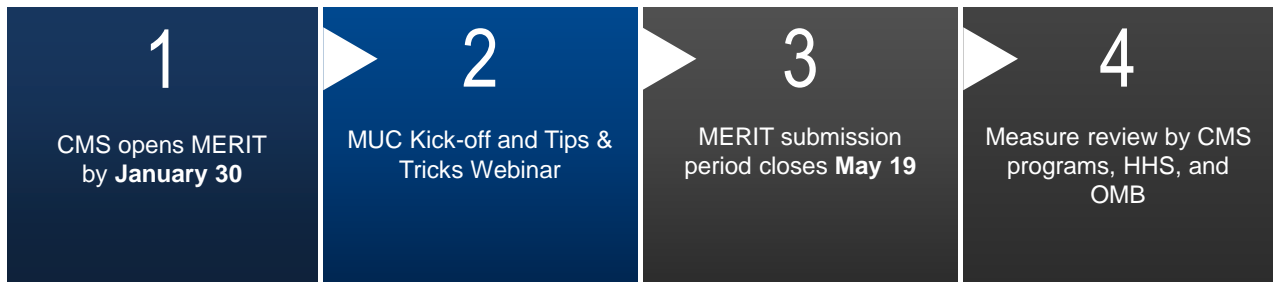 1
CMS opens MERIT
by January 30
2
MUC Kick-off and Tips &
Tricks Webinar
3
MERIT submission
period closes May 19
4
Measure review by CMS
programs, HHS, and
OMB